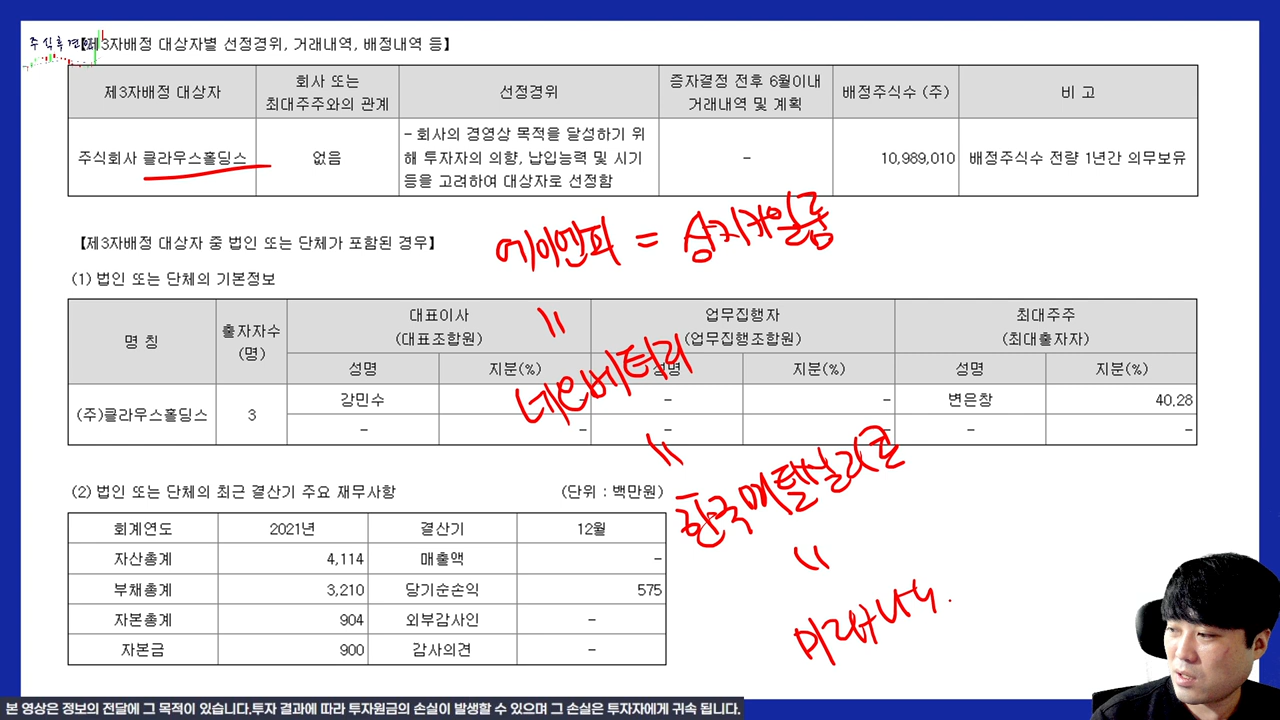 주식후견인
【제3자배정 대상자별 선정경위, 거래내역, 배정내역 등】
제3자배정 대상자
회사 또는
최대주주와의 관계
선정경위
증자결정 전후 6월이내
거래내역 및 계획
배정주식수 (주)
비 고
주식회사 클라우스홀딩스
없음
- 회사의 경영상 목적을 달성하기 위
해 투자자의 의향, 납입능력 및 시기
등을 고려하여 대상자로 선정함
-
10,989,010
배정주식수 전량 1년간 의무보유
에이엔피 = 삼지카일룸
【제3자배정 대상자 중 법인 또는 단체가 포함된 경우】
(1) 법인 또는 단체의 기본정보
명 칭
출자자수
(명)
대표이사
(대표조합원)
업무집행자
(업무집행조합원)
최대주주
(최대출자자)
성명
지분(%)
성명
지분(%)
성명
지분(%)
(주)클라우스홀딩스
3
강민수
-
-
-
변은창
40.28
-
-
-
-
-
-
"
네온베터리
"
한국메탈실리콘
"
미래나노
(2) 법인 또는 단체의 최근 결산기 주요 재무사항
(단위 : 백만원)
회계연도 2021년 결산기 12월
자산총계 4,114 매출액 -
부채총계 3,210 당기순손익 575
자본총계 904 외부감사인 -
자본금 900 감사의견 -
본 영상은 정보의 전달에 그 목적이 있습니다.투자 결과에 따라 투자원금의 손실이 발생할 수 있으며 그 손실은 투자자에게 귀속 됩니다.